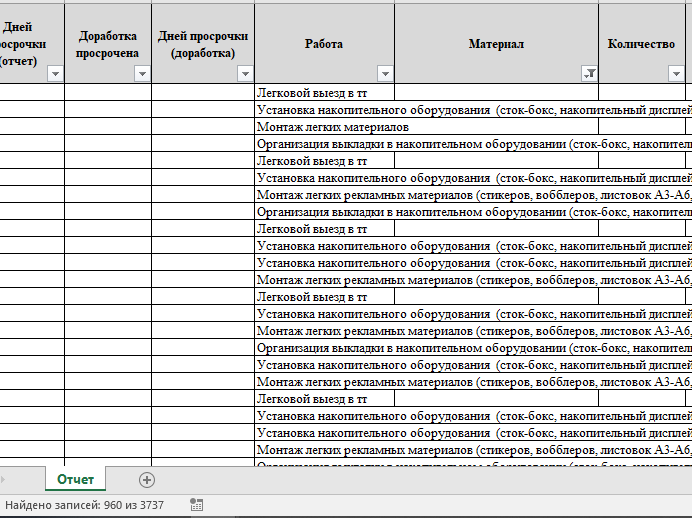 Дней
росрочки
(отчет)
Доработка
просрочена
Дней просрочки
(доработка)
Работа
Материал
Количество
Легковой выезд в тт
Установка накопительного оборудования (сток-бокс, накопительный дисплей
Монтаж легких материалов
Организация выкладки в накопительном оборудовании (сток-бокс, накопитель
Легковой выезд в тт
Установка накопительного оборудования (сток-бокс, накопительный дисплей
Монтаж легких рекламных материалов (стикеров, вобблеров, листовок А3-А6,
Организация выкладки в накопительном оборудовании (сток-бокс, накопитель
Легковой выезд в тт
Установка накопительного оборудования (сток-бокс, накопительный дисплей
Установка накопительного оборудования (сток-бокс, накопительный дисплей
Монтаж легких рекламных материалов (стикеров, вобблеров, листовок А3-А6,
Легковой выезд в тт
Установка накопительного оборудования (сток-бокс, накопительный дисплей
Монтаж легких рекламных материалов (стикеров, вобблеров, листовок А3-А6,
Организация выкладки в накопительном оборудовании (сток-бокс, накопитель
Установка накопительного оборудования (сток-бокс, накопительный дисплей
Монтаж легких рекламных материалов (стикеров, вобблеров, листовок А3-А6,
Легковой выезд в тт
Установка накопительного оборудования (сток-бокс, накопительный дисплей
Установка накопительного оборудования (сток-бокс, накопительный дисплей
Монтаж легких рекламных материалов (стикеров, вобблеров, листовок А3-А6,
Отчет
Найдено записей: 960 из 3737